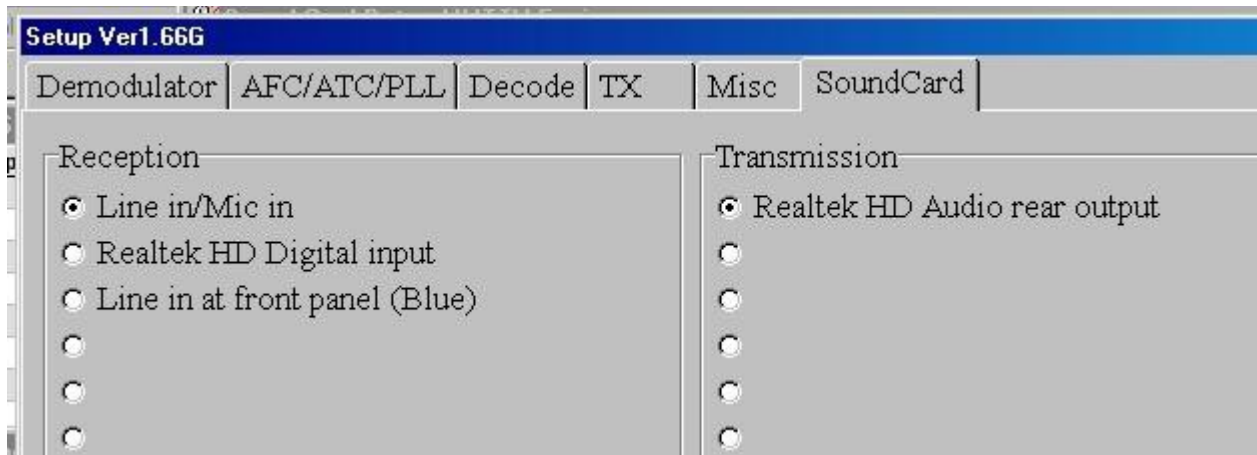 Setup Ver1.66G
Demodulator AFC/ATC/PLL Decode TX Misc SoundCard
Reception
Line in/Mic in
Realtek HD Digital input
Line in at front panel (Blue)
Transmission
Realtek HD Audio rear output